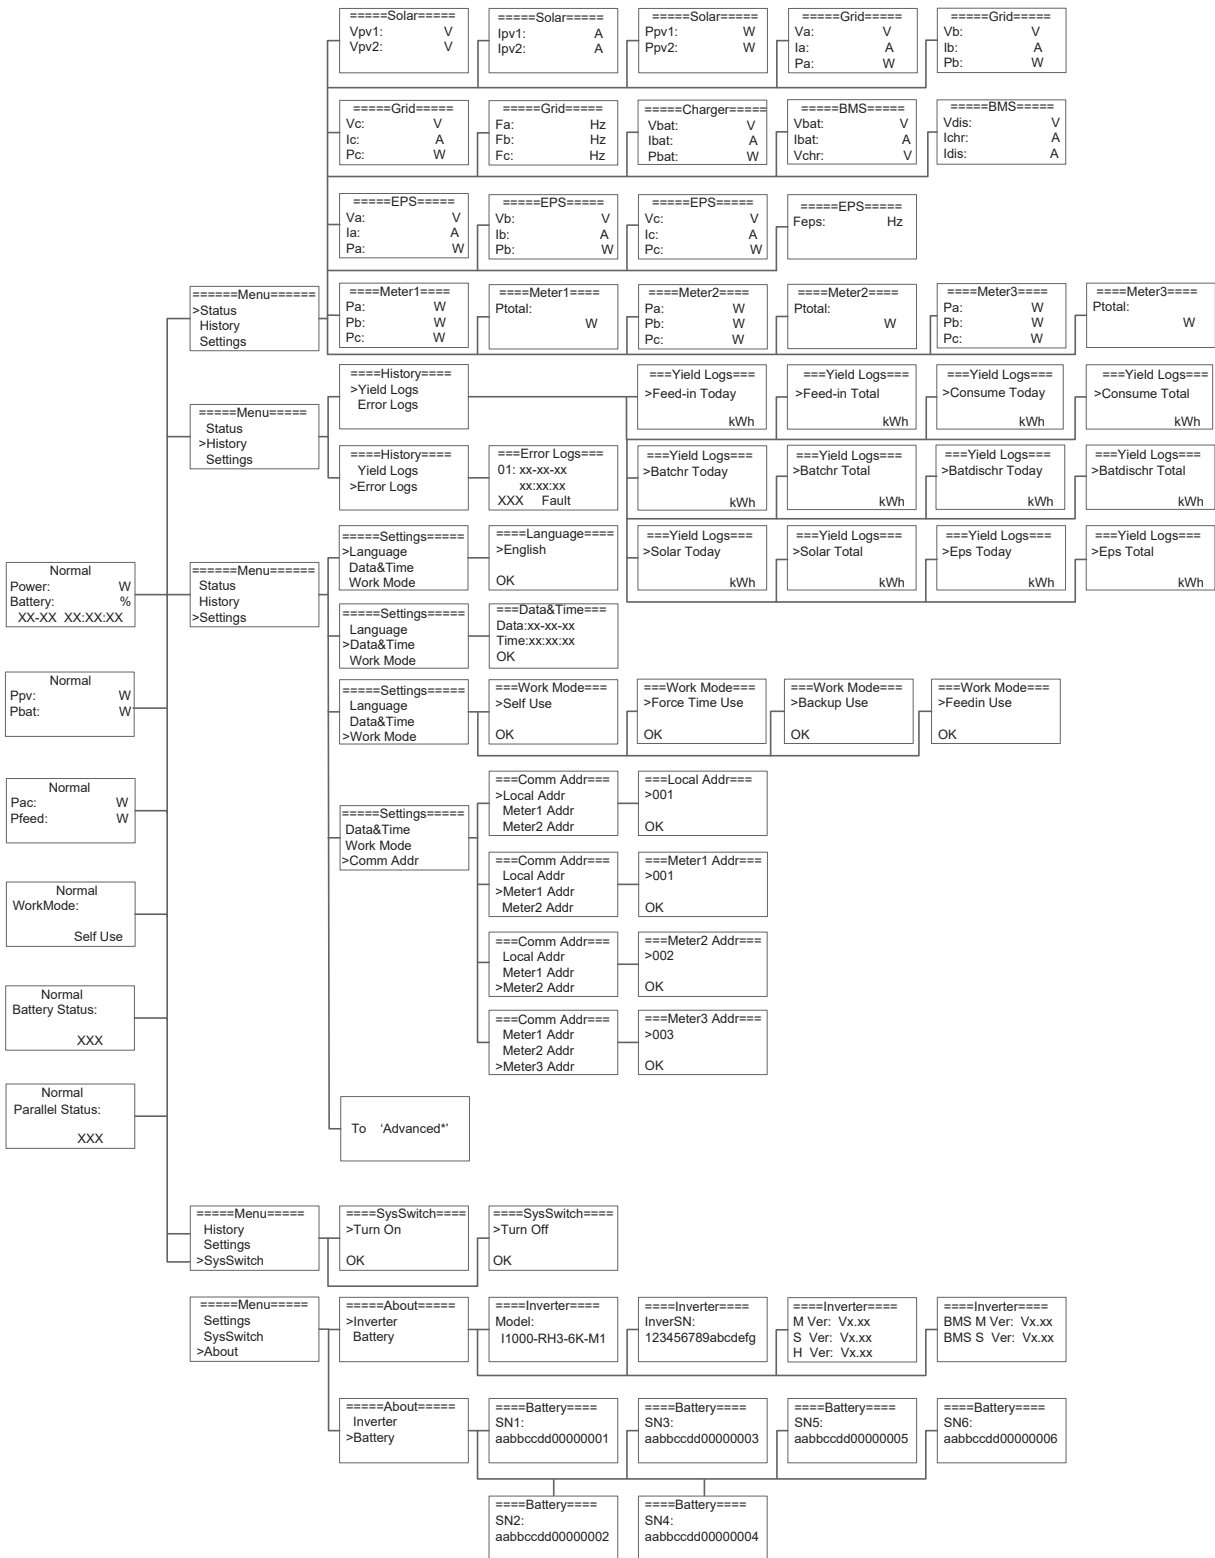 =====Solar=====
Vpv1: V
Vpv2: V
=====Solar=====
Ipv1: A
Ipv2: A
=====Solar=====
Ppv1: W
Ppv2: W
=====Grid=====
Va: V
Ia: A
Pa: W
=====Grid=====
Vb: V
Ib: A
Pb: W
=====Grid=====
Vc: V
Ic: A
Pc: W
=====Grid=====
Fa: Hz
Fb: Hz
Fc: Hz
=====Charger=====
Vbat: V
Ibat: A
Pbat: W
=====BMS=====
Vbat: V
Ibat: A
Vchr: V
=====BMS=====
Vdis: V
Ichr: A
Idis: A
=====EPS=====
Va: V
Ia: A
Pa: W
=====EPS=====
Vb: V
Ib: A
Pb: W
=====EPS=====
Vc: V
Ic: A
Pc: W
=====EPS=====
Feps: Hz
======Menu======
>Status
History
Settings
====Meter1====
Pa: W
Pb: W
Pc: W
====Meter1====
Ptotal:
W
====Meter2====
Pa: W
Pb: W
Pc: W
====Meter2====
Ptotal:
W
====Meter3====
Pa: W
Pb: W
Pc: W
====Meter3====
Ptotal:
W
=====Menu=====
Status
>History
Settings
====History====
>Yield Logs
Error Logs
===Yield Logs===
>Feed-in Today
kWh
===Yield Logs===
>Feed-in Total
kWh
===Yield Logs===
>Consume Today
kWh
===Yield Logs===
>Consume Total
kWh
====History====
Yield Logs
>Error Logs
===Error Logs===
01: xx-xx-xx
xx:xx:xx
XXX Fault
===Yield Logs===
>Batchr Today
kWh
===Yield Logs===
>Batchr Total
kWh
===Yield Logs===
>Batdischr Today
kWh
===Yield Logs===
>Batdischr Total
kWh
===Yield Logs===
>Solar Today
kWh
===Yield Logs===
>Solar Total
kWh
===Yield Logs===
>Eps Today
kWh
===Yield Logs===
>Eps Total
kWh
Normal
Power: W
Battery: %
XX-XX XX:XX:XX
Normal
Ppv: W
Pbat: W
Normal
Pac: W
Pfeed: W
Normal
WorkMode:
Self Use
Normal
Battery Status:
XXX
Normal
Parallel Status:
XXX
======Menu======
Status
History
>Settings
=====Settings=====
>Language
Data&Time
Work Mode
====Language====
>English
OK
=====Settings=====
Language
>Data&Time
Work Mode
===Data&Time===
Data:xx-xx-xx
Time:xx:xx:xx
OK
=====Settings=====
Language
Data&Time
>Work Mode
===Work Mode===
>Self Use
OK
===Work Mode===
>Force Time Use
OK
===Work Mode===
>Backup Use
OK
===Work Mode===
>Feedin Use
OK
=====Settings=====
Data&Time
Work Mode
>Comm Addr
===Comm Addr===
>Local Addr
Meter1 Addr
Meter2 Addr
===Local Addr===
>001
OK
===Comm Addr===
Local Addr
>Meter1 Addr
Meter2 Addr
===Meter1 Addr===
>001
OK
===Comm Addr===
Local Addr
Meter1 Addr
>Meter2 Addr
===Meter2 Addr===
>002
OK
===Comm Addr===
Meter1 Addr
Meter2 Addr
>Meter3 Addr
===Meter3 Addr===
>003
OK
To ‘Advanced*’
=====Menu=====
History
Settings
>SysSwitch
====SysSwitch====
>Turn On
OK
====SysSwitch====
>Turn Off
OK
=====Menu=====
Settings
SysSwitch
>About
=====About=====
>Inverter
Battery
====Inverter====
Model:
I1000-RH3-6K-M1
====Inverter====
InverSN:
123456789abcdefg
====Inverter====
M Ver: Vx.xx
S Ver: Vx.xx
H Ver: Vx.xx
====Inverter====
BMS M Ver: Vx.xx
BMS S Ver: Vx.xx
=====About=====
Inverter
>Battery
====Battery====
SN1:
aabbccdd00000001
====Battery====
SN3:
aabbccdd00000003
====Battery====
SN5:
aabbccdd00000005
====Battery====
SN6:
aabbccdd00000006
====Battery====
SN2:
aabbccdd00000002
====Battery====
SN4:
aabbccdd00000004